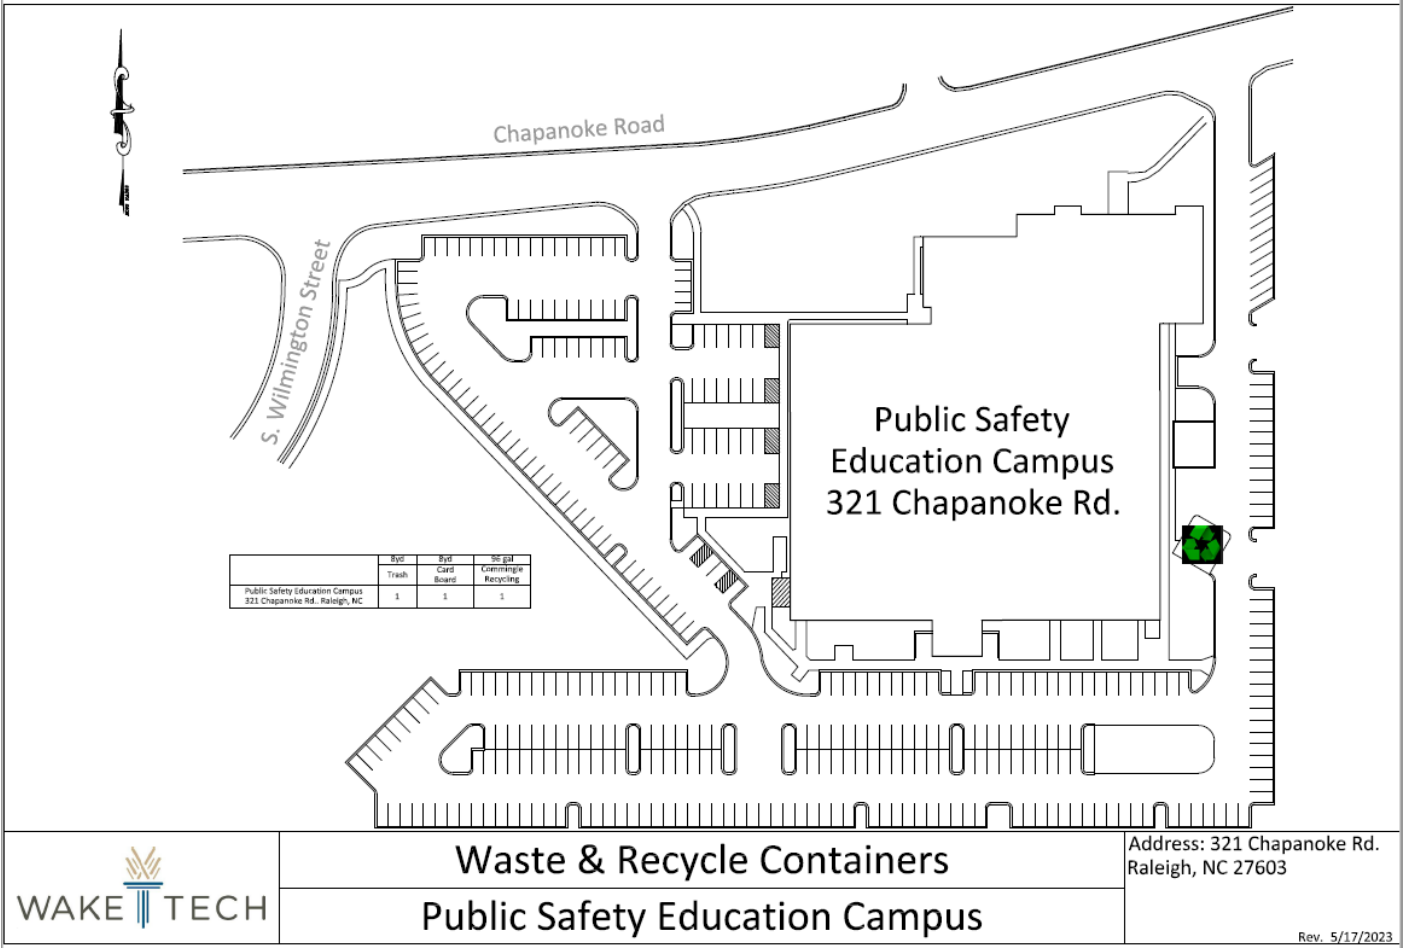 Chapanoke Road
S. Wilmington Street
Public Safety
Education Campus
321 Chapanoke Rd.
8yd 8yd 96 gal
Trash Card Board Commingle Recycling
Public Safety Education Campus
321 Chapanoke Rd.. Raleigh, NC 1 1 1
WAKE TECH
Waste & Recycle Containers
Public Safety Education Campus
Address: 321 Chapanoke Rd.
Raleigh, NC 27603
Rev. 5/17/2023